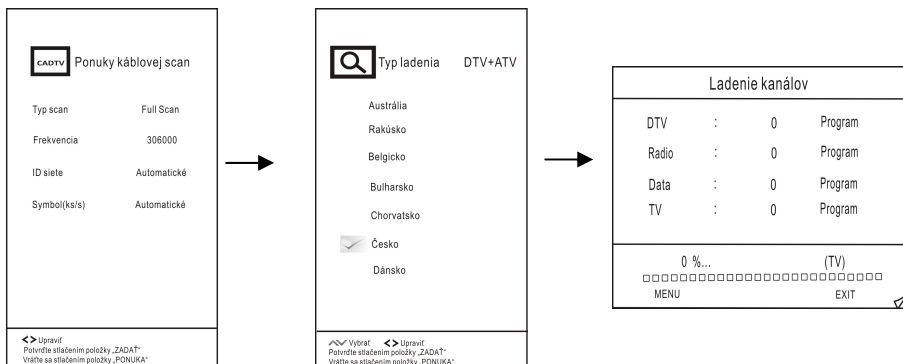 CADTV Ponuky káblovej scan
Typ scan Full Scan
Frekvencia 306000
ID siete Automatické
Symbol(ks/s) Automatické
<> Upraviť
Potvrďte stlačením položky „ZADAŤ“
Vráťte sa stlačením položky „PONUKA“
Typ ladenia DTV+ATV
Austrália
Rakúsko
Belgicko
Bulharsko
Chorvatsko
Česko
Dánsko
Vybrať <> Upraviť
Potvrďte stlačením položky „ZADAŤ“
Vráťte sa stlačením položky „PONUKA“
Ladenie kanálov
DTV : 0 Program
Radio : 0 Program
Data : 0 Program
TV : 0 Program
0 %... (TV)
MENU EXIT